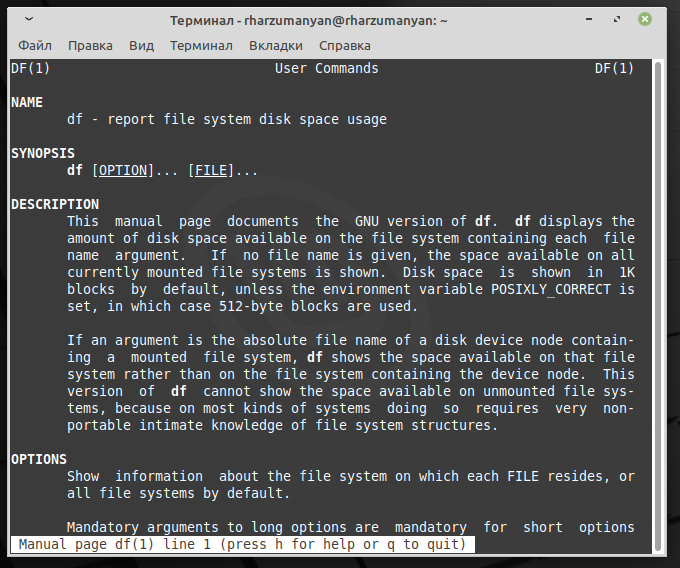 Терминал - rharzumanyan@rharzumanyan: ~
Файл Правка Вид Терминал Вкладки Справка
DF(1) User Commands DF(1)
NAME
df - report file system disk space usage
SYNOPSIS
df [OPTION]... [FILE]...
DESCRIPTION
This manual page documents the GNU version of df. df displays the
amount of disk space available on the file system containing each file
name argument. If no file name is given, the space available on all
currently mounted file systems is shown. Disk space is shown in 1K
blocks by default, unless the environment variable POSIXLY_CORRECT is
set, in which case 512-byte blocks are used.
If an argument is the absolute file name of a disk device node contain-
ing a mounted file system, df shows the space available on that file
system rather than on the file system containing the device node. This
version of df cannot show the space available on unmounted file sys-
tems, because on most kinds of systems doing so requires very non-
portable intimate knowledge of file system structures.
OPTIONS
Show information about the file system on which each FILE resides, or
all file systems by default.
Mandatory arguments to long options are mandatory for short options
Manual page df(1) line 1 (press h for help or q to quit)